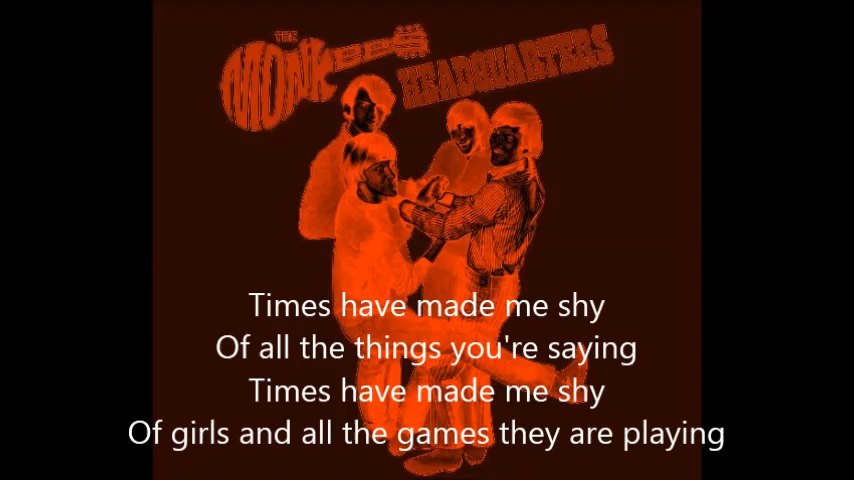 THE
MONKEES
HEADQUARTERS
Times have made me shy
Of all the things you're saying
Times have made me shy
Of girls and all the games they are playing